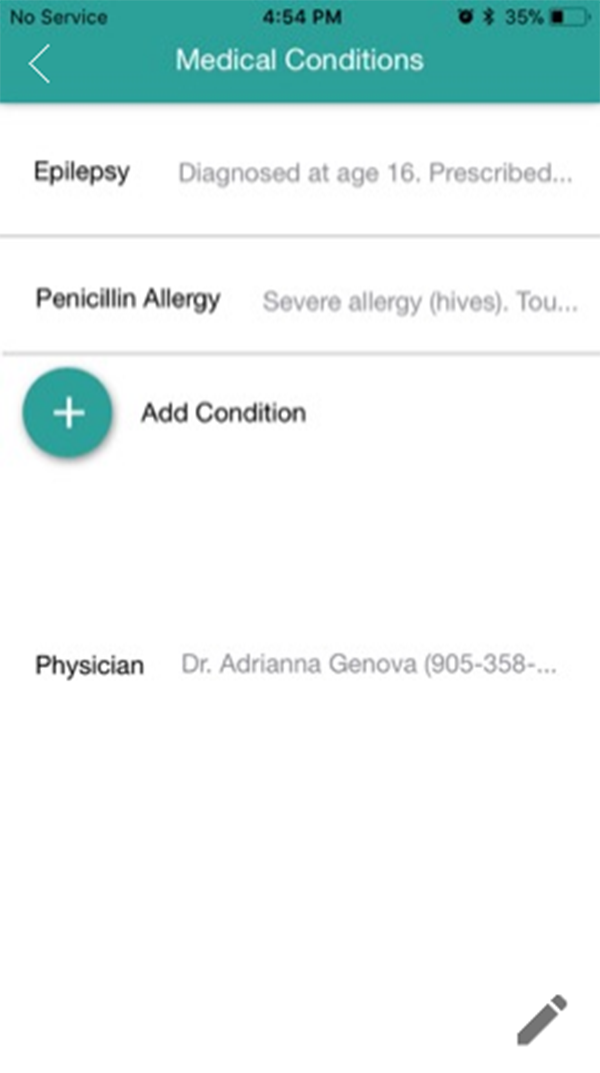 No Service 4:54 PM 35%
Medical Conditions
Epilepsy Diagnosed at age 16. Prescribed...
Penicillin Allergy Severe allergy (hives). Tou...
+ Add Condition
Physician Dr. Adrianna Genova (905-358-...